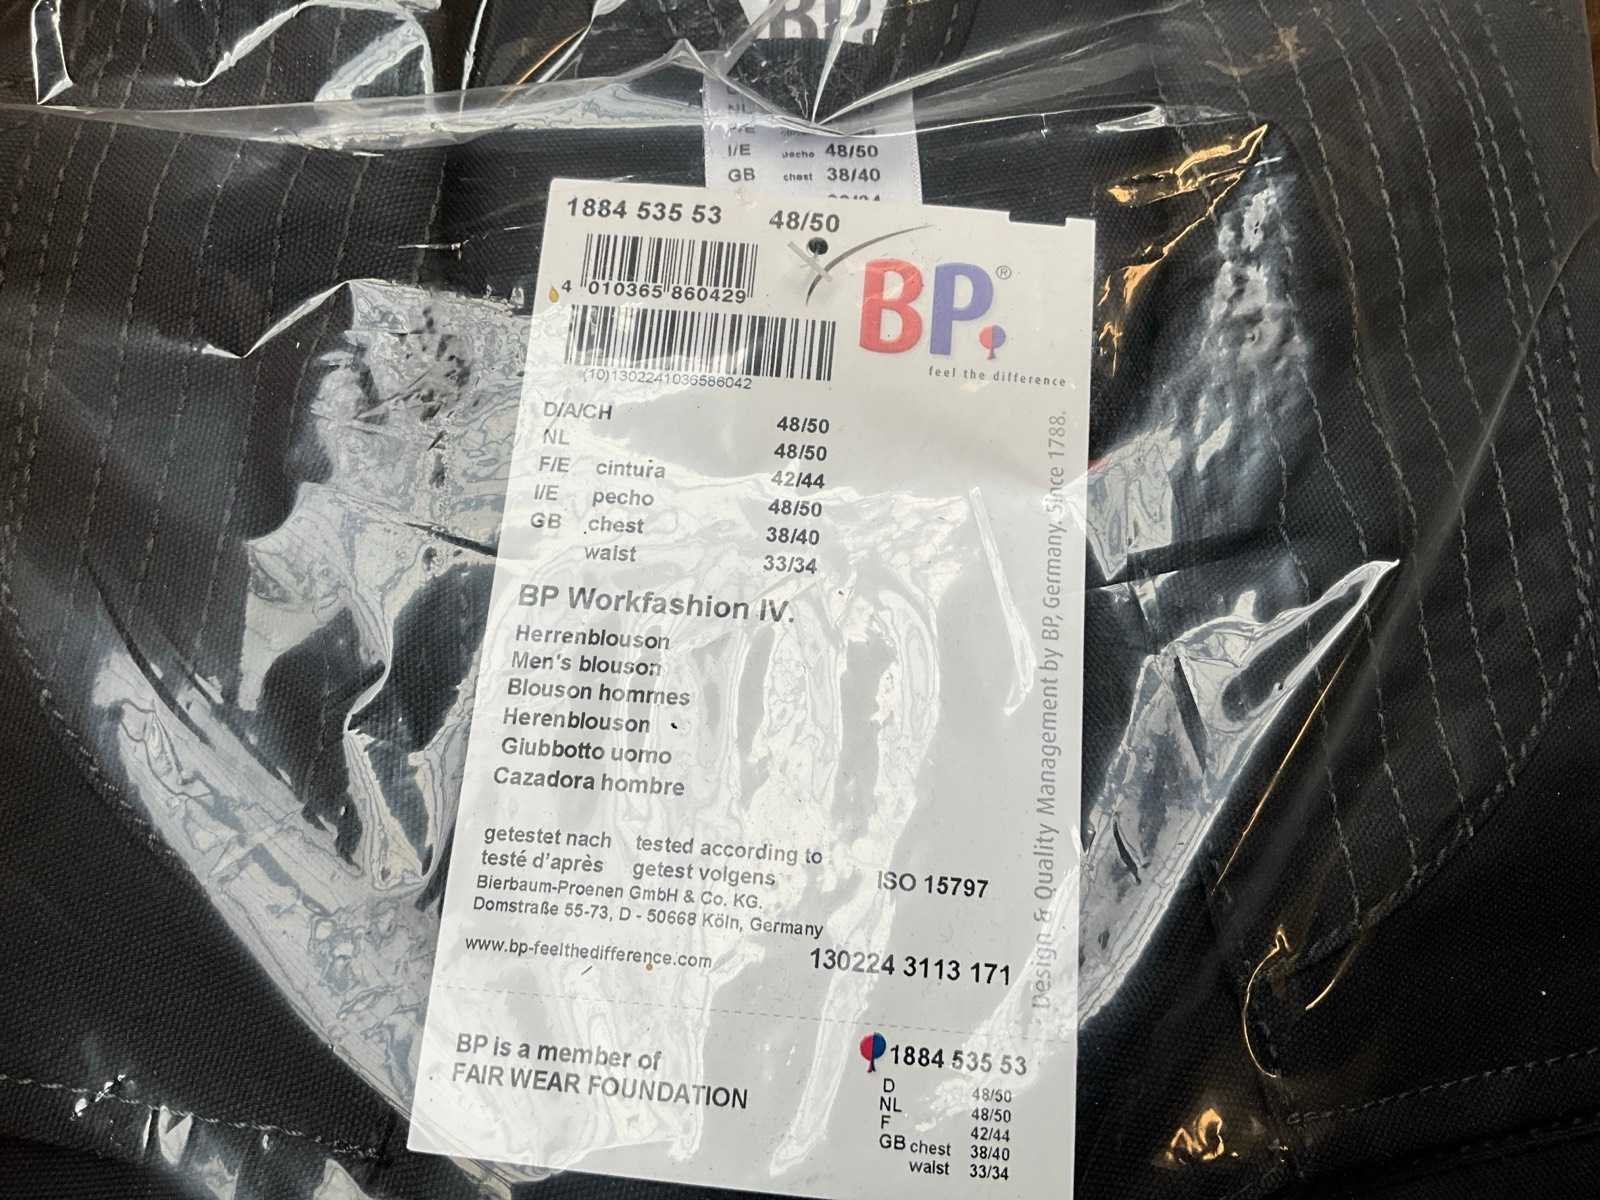 BP.
NL
I/E pecho 48/50
GB chest 38/40
1884 535 53 48/50
4 010365 860429
(10)1302241036586042
BP.®
feel the difference
D/A/CH 48/50
NL 48/50
F/E cintura 42/44
I/E pecho 48/50
GB chest 38/40
waist 33/34
BP Workfashion IV.
Herrenblouson
Men's blouson
Blouson hommes
Herenblouson
Giubbotto uomo
Cazadora hombre
getestet nach tested according to
testé d'après getest volgens ISO 15797
Bierbaum-Proenen GmbH & Co. KG.
Domstraße 55-73, D - 50668 Köln, Germany
www.bp-feelthedifference.com
130224 3113 171
Design & Quality Management by BP, Germany. Since 1788.
BP is a member of
FAIR WEAR FOUNDATION
1884 535 53
D 48/50
NL 48/50
F 42/44
GB chest 38/40
waist 33/34